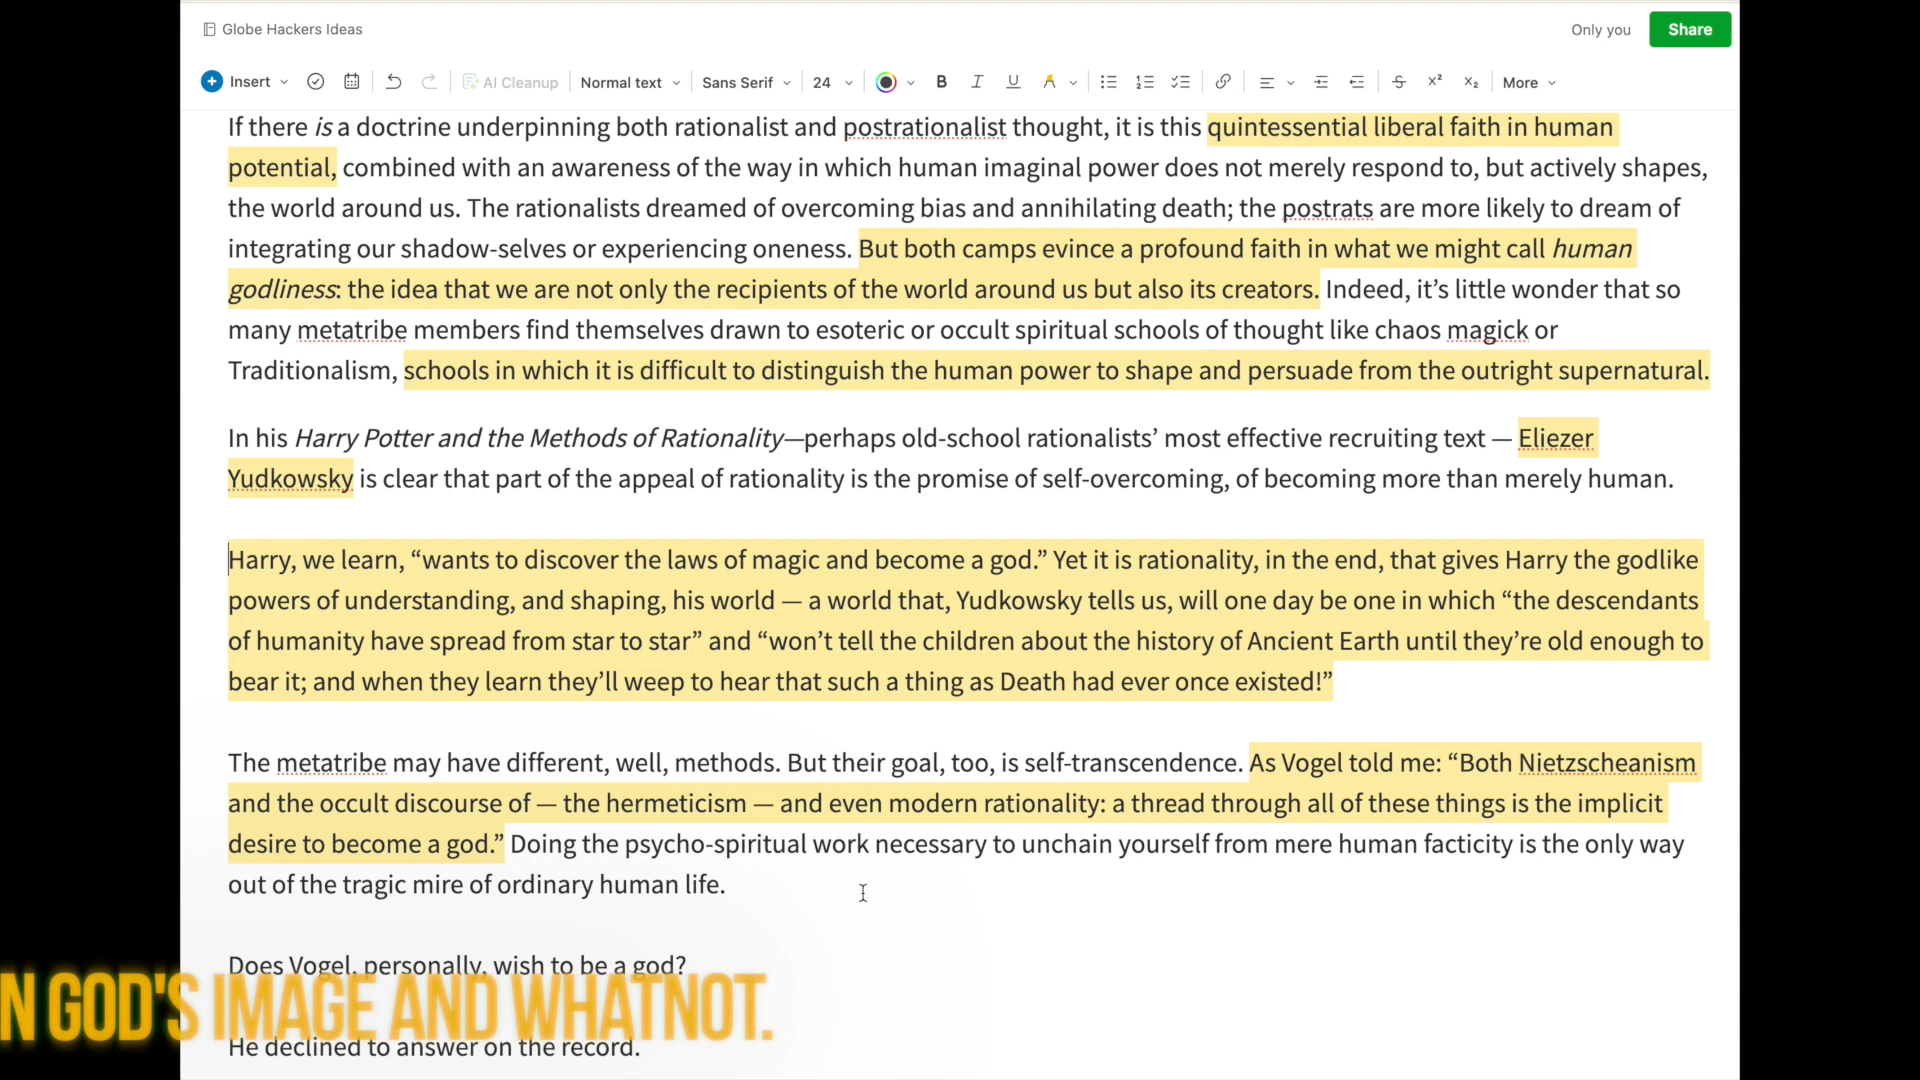 Globe Hackers Ideas
Only you
Share
Insert
AI Cleanup
Normal text
Sans Serif
24
More
If there is a doctrine underpinning both rationalist and postrationalist thought, it is this quintessential liberal faith in human
potential, combined with an awareness of the way in which human imaginal power does not merely respond to, but actively shapes,
the world around us. The rationalists dreamed of overcoming bias and annihilating death; the postrats are more likely to dream of
integrating our shadow-selves or experiencing oneness. But both camps evince a profound faith in what we might call human
godliness: the idea that we are not only the recipients of the world around us but also its creators. Indeed, it’s little wonder that so
many metatribe members find themselves drawn to esoteric or occult spiritual schools of thought like chaos magick or
Traditionalism, schools in which it is difficult to distinguish the human power to shape and persuade from the outright supernatural.
In his Harry Potter and the Methods of Rationality—perhaps old-school rationalists’ most effective recruiting text — Eliezer
Yudkowsky is clear that part of the appeal of rationality is the promise of self-overcoming, of becoming more than merely human.
Harry, we learn, “wants to discover the laws of magic and become a god.” Yet it is rationality, in the end, that gives Harry the godlike
powers of understanding, and shaping, his world — a world that, Yudkowsky tells us, will one day be one in which “the descendants
of humanity have spread from star to star” and “won’t tell the children about the history of Ancient Earth until they’re old enough to
bear it; and when they learn they’ll weep to hear that such a thing as Death had ever once existed!”
The metatribe may have different, well, methods. But their goal, too, is self-transcendence. As Vogel told me: “Both Nietzscheanism
and the occult discourse of — the hermeticism — and even modern rationality: a thread through all of these things is the implicit
desire to become a god.” Doing the psycho-spiritual work necessary to unchain yourself from mere human facticity is the only way
out of the tragic mire of ordinary human life.
Does Vogel, personally, wish to be a god?
N GOD'S IMAGE AND WHATNOT.
He declined to answer on the record.